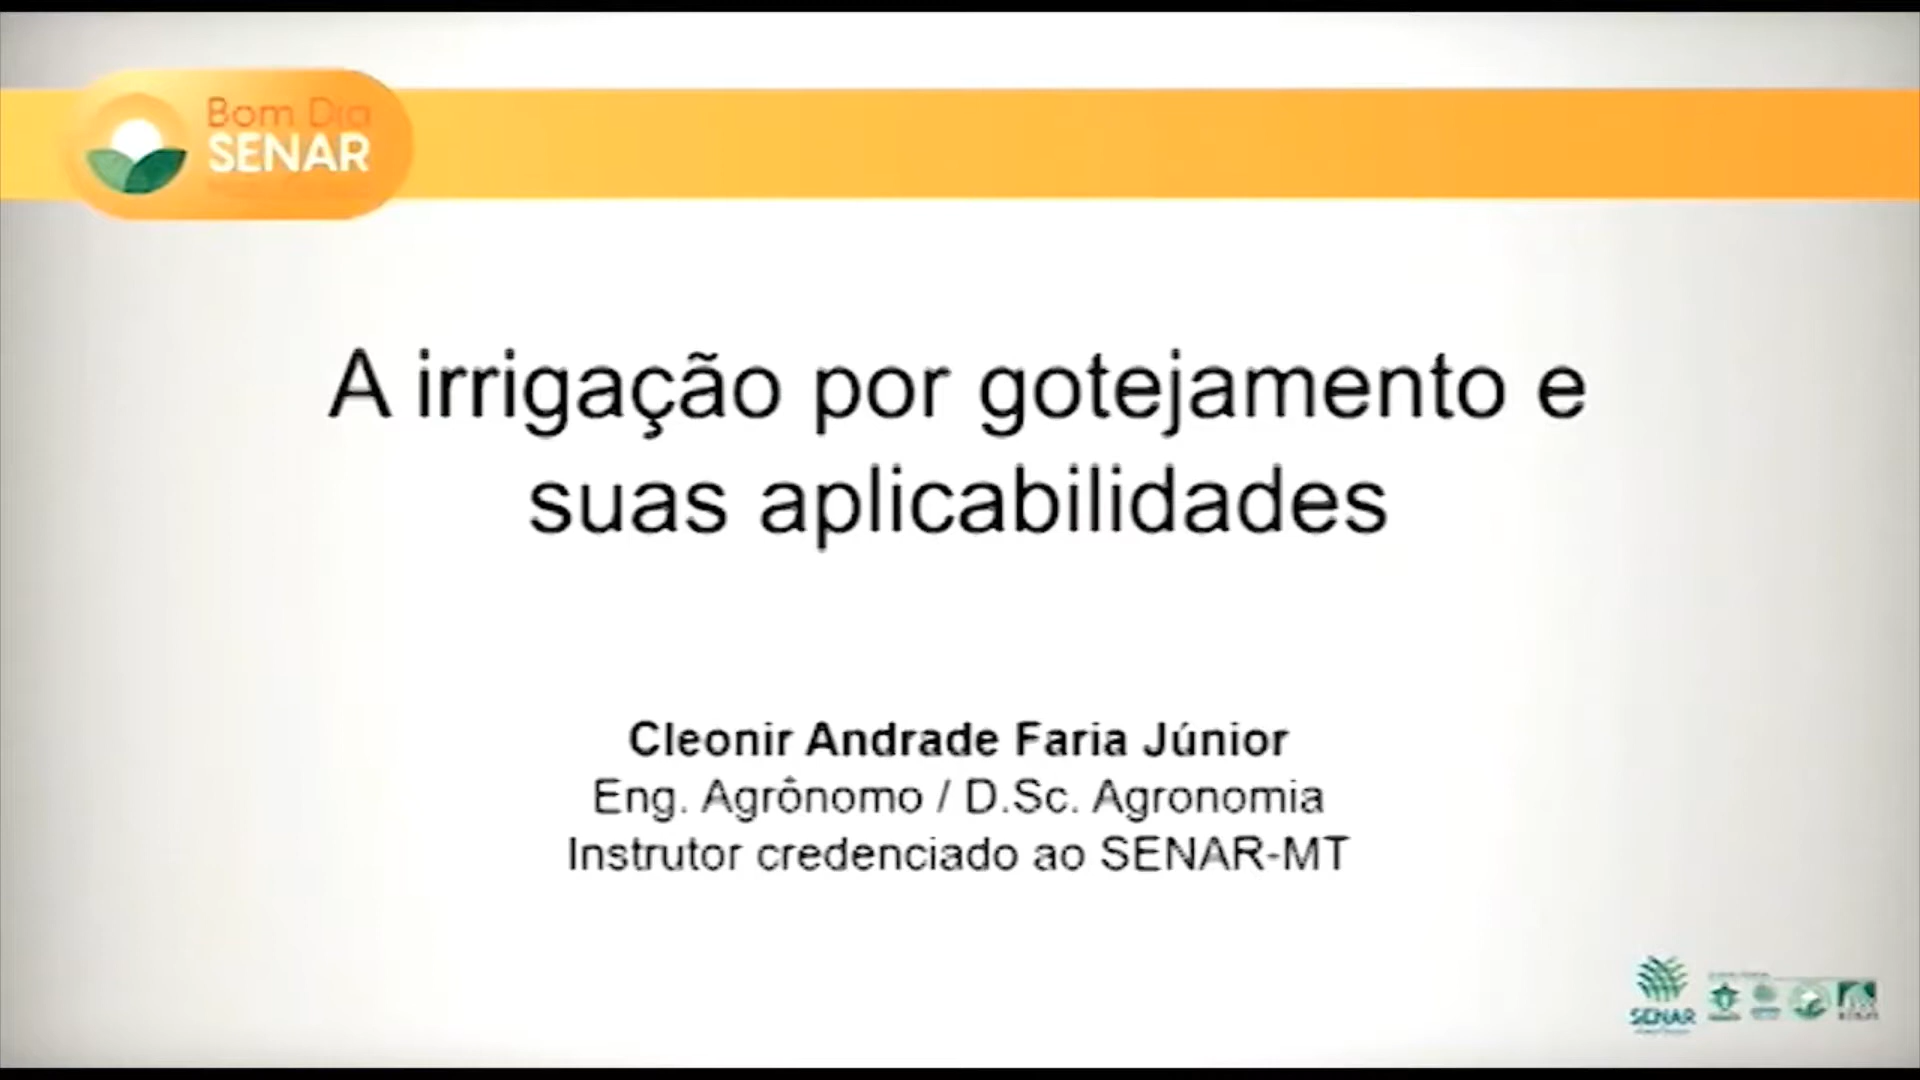 Bom Dia
SENAR
A irrigação por gotejamento e
suas aplicabilidades
Cleonir Andrade Faria Júnior
Eng. Agrônomo / D.Sc. Agronomia
Instrutor credenciado ao SENAR-MT
SENAR